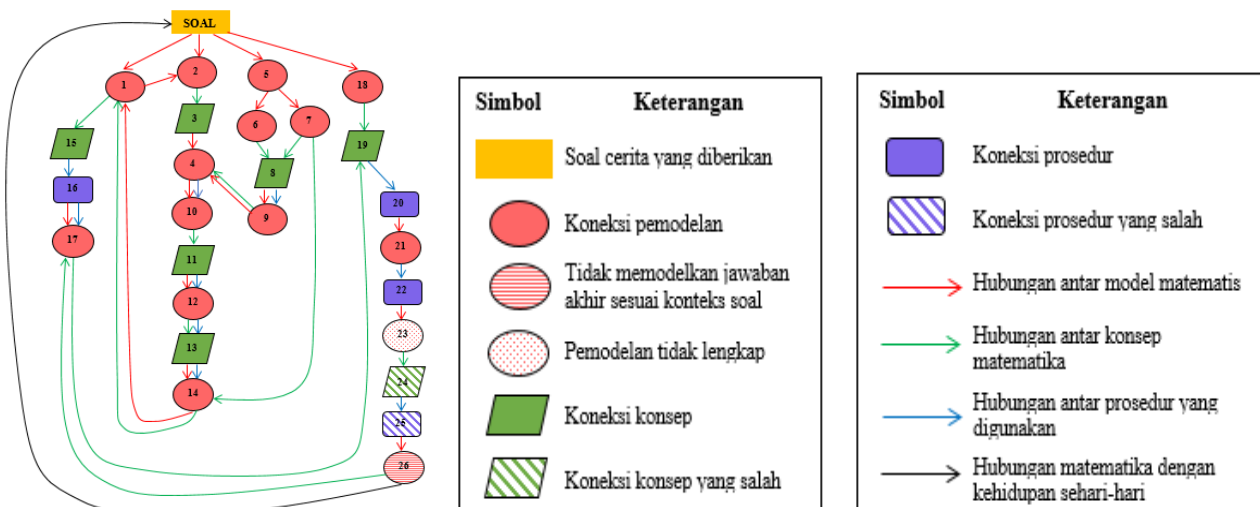 SOAL
1
2
5
18
3
6
7
15
19
4
8
16
20
10
9
17
21
11
22
12
23
13
24
14
25
26
Simbol Keterangan
Soal cerita yang diberikan
Koneksi pemodelan
Tidak memodelkan jawaban
akhir sesuai konteks soal
Pemodelan tidak lengkap
Koneksi konsep
Koneksi konsep yang salah
Simbol Keterangan
Koneksi prosedur
Koneksi prosedur yang salah
Hubungan antar model matematis
Hubungan antar konsep
matematika
Hubungan antar prosedur yang
digunakan
Hubungan matematika dengan
kehidupan sehari-hari